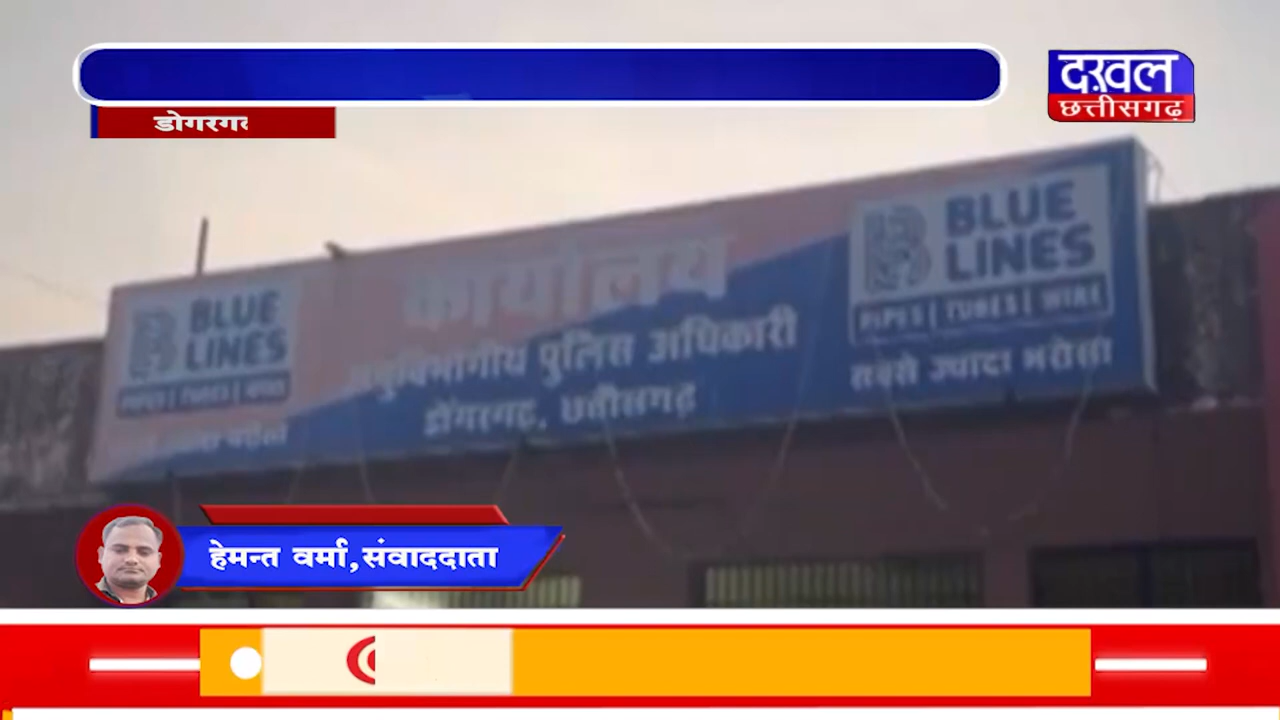 दख़ल
छत्तीसगढ़
डोंगरगढ़
BLUE
LINES
PIPES | TUBES | WIRE
कार्यालय
अनुविभागीय पुलिस अधिकारी
डोंगरगढ़, छत्तीसगढ़
BLUE
LINES
PIPES | TUBES | WIRE
सबसे ज्यादा भरोसा
हेमन्त वर्मा,संवाददाता